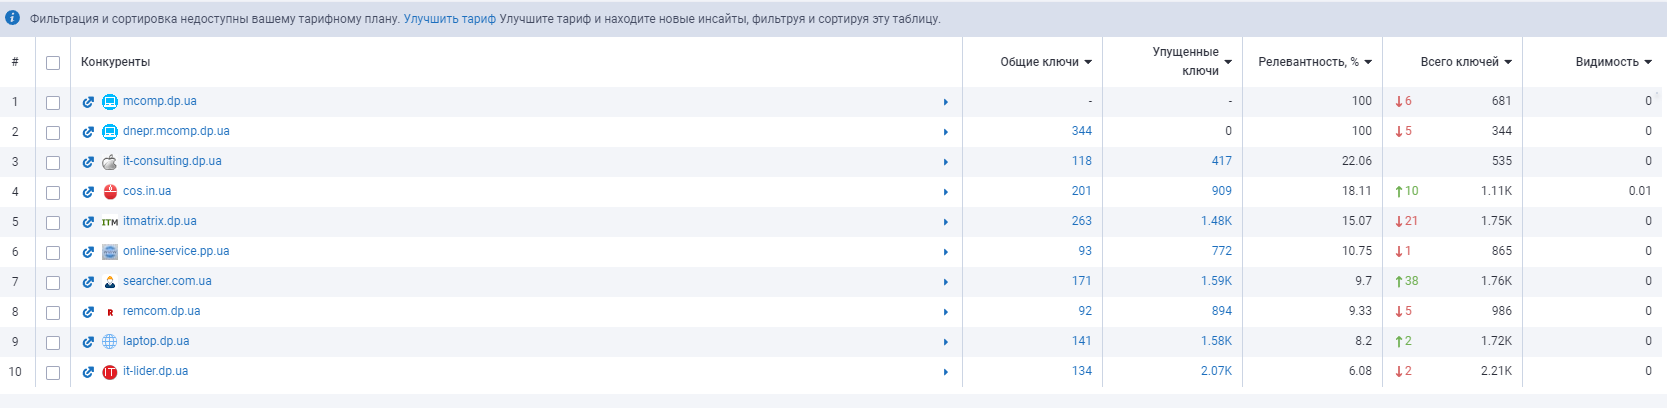 Фильтрация и сортировка недоступны вашему тарифному плану. Улучшить тариф Улучшите тариф и находите новые инсайты, фильтруя и сортируя эту таблицу.
# Конкуренты Общие ключи Упущенные ключи Релевантность, % Всего ключей Видимость
1 mcomp.dp.ua - - 100 6 681 0
2 dnepr.mcomp.dp.ua 344 0 100 5 344 0
3 it-consulting.dp.ua 118 417 22.06 535 0
4 cos.in.ua 201 909 18.11 10 1.11K 0.01
5 ITM itmatrix.dp.ua 263 1.48K 15.07 21 1.75K 0
6 online-service.pp.ua 93 772 10.75 1 865 0
7 searcher.com.ua 171 1.59K 9.7 38 1.76K 0
8 R remcom.dp.ua 92 894 9.33 5 986 0
9 laptop.dp.ua 141 1.58K 8.2 2 1.72K 0
10 IT it-lider.dp.ua 134 2.07K 6.08 2 2.21K 0